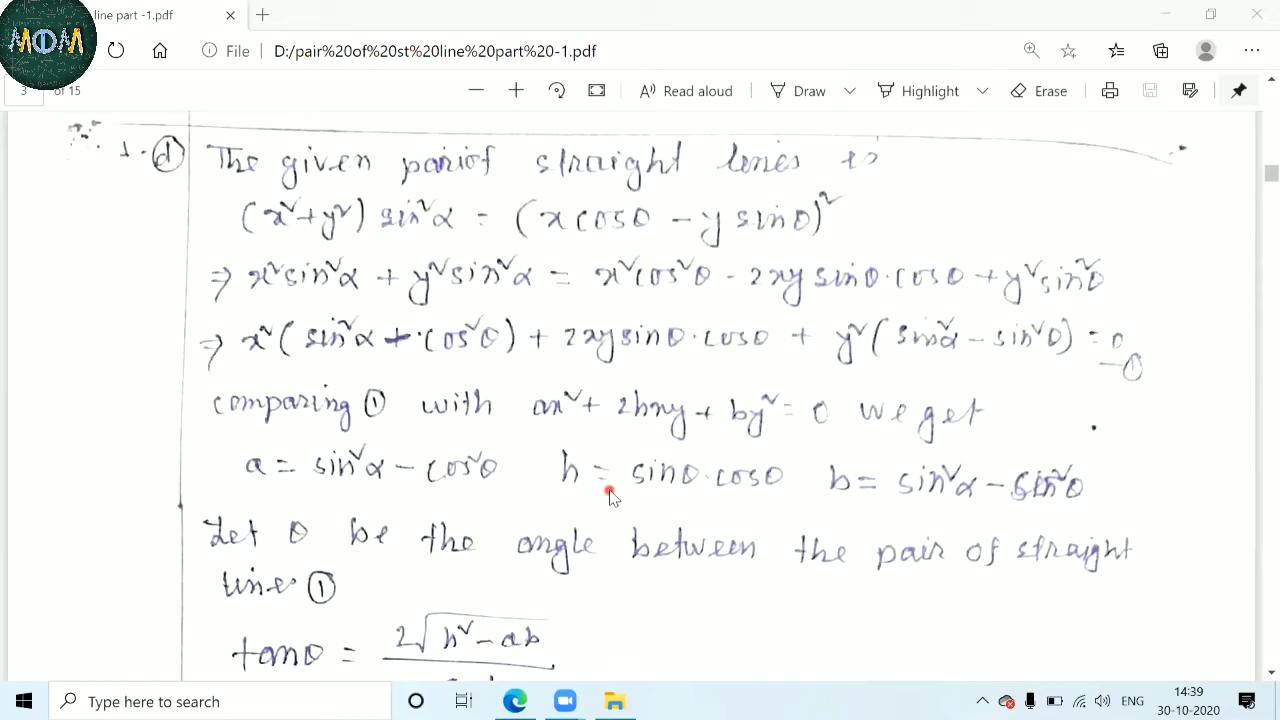 line part -1.pdf
MΦM
File D:/pair%20of%20st%20line%20part%20-1.pdf
3 of 15 Read aloud Draw Highlight Erase
1. (d) The given pair of straight lines is
(x²+y²) sin²α = (x cosθ - y sinθ)²
⇒ x²sin²α + y²sin²α = x²cos²θ - 2xy sinθ·cosθ + y²sin²θ
⇒ x²(sin²α + cos²θ) + 2xy sinθ·cosθ + y²(sin²α - sin²θ) = 0 —①
comparing ① with ax² + 2hxy + by² = 0 we get
a = sin²α - cos²θ h = sinθ·cosθ b = sin²α - sin²θ
Let θ be the angle between the pair of straight
line ①
tanθ = 2√h² - ab
Type here to search ENG 14:39
30-10-2020